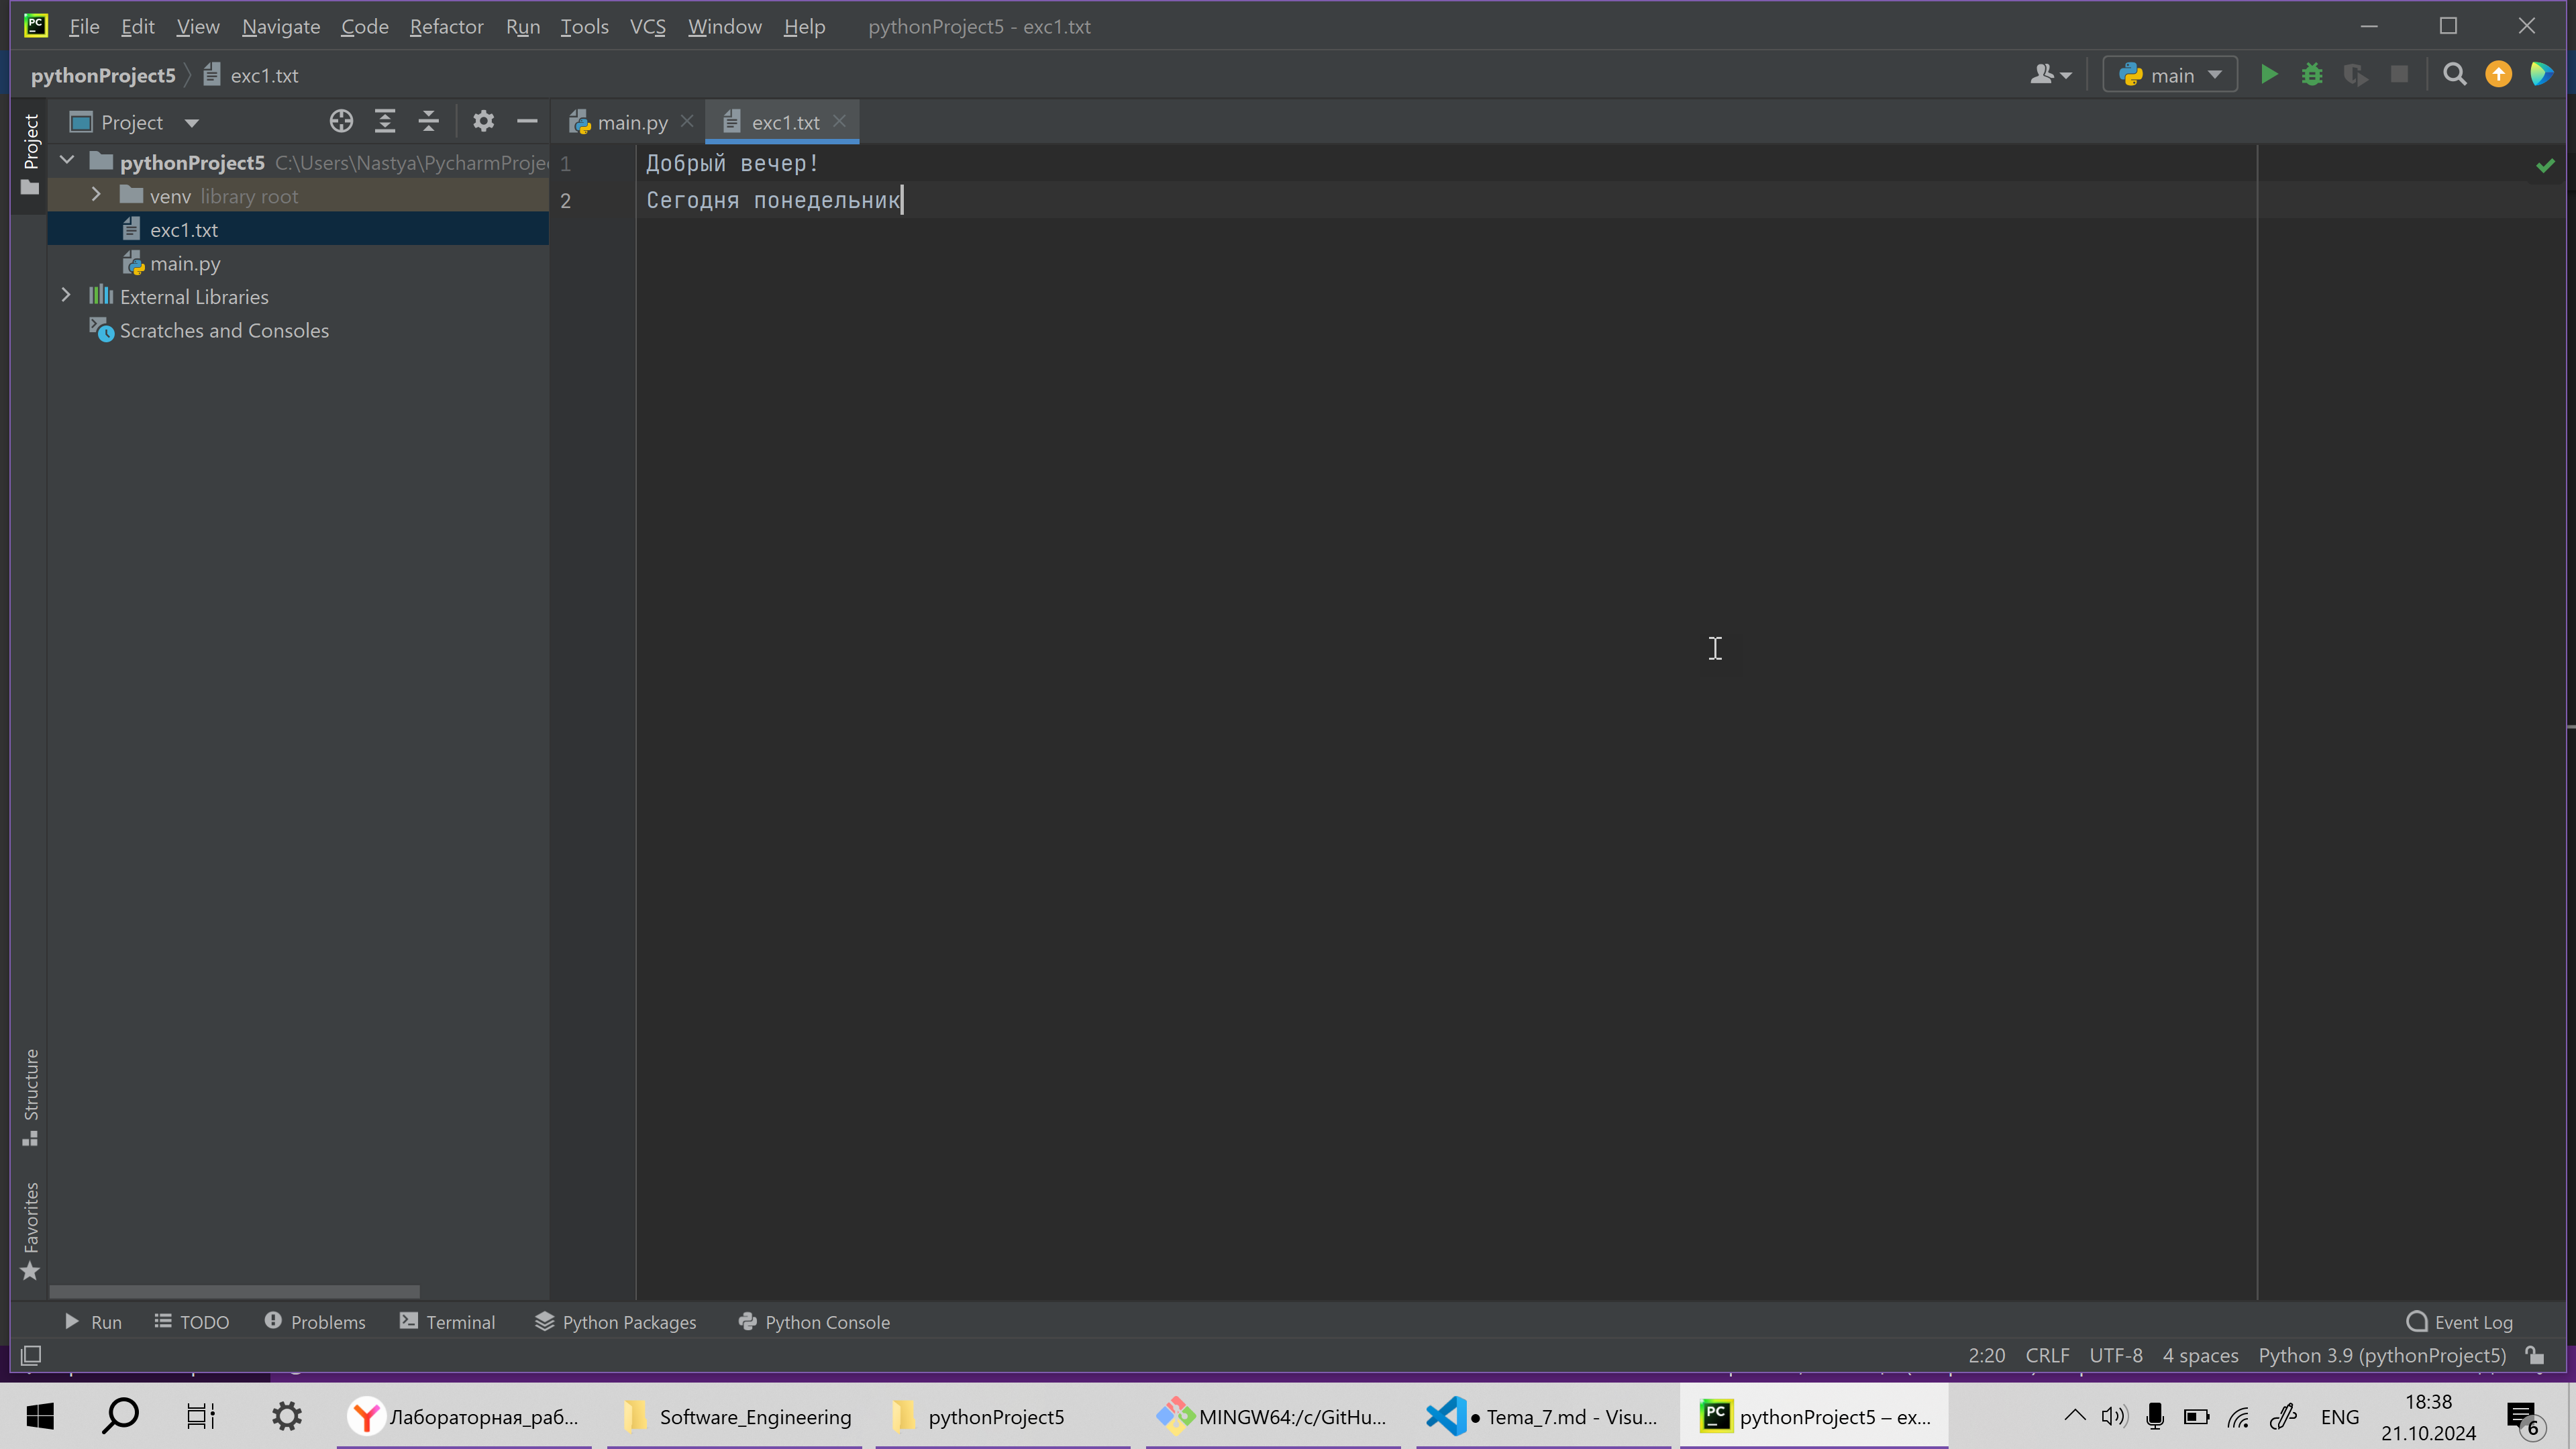 File Edit View Navigate Code Refactor Run Tools VCS Window Help pythonProject5 - exc1.txt
pythonProject5 exc1.txt main
Project Project main.py exc1.txt
pythonProject5 C:\Users\Nastya\PycharmProje
venv library root
exc1.txt
main.py
External Libraries
Scratches and Consoles
1 Добрый вечер!
2 Сегодня понедельник
Structure
Favorites
Run TODO Problems Terminal Python Packages Python Console Event Log
2:20 CRLF UTF-8 4 spaces Python 3.9 (pythonProject5)
Лабораторная_раб... Software_Engineering pythonProject5 MINGW64:/c/GitHu... ● Tema_7.md - Visu... pythonProject5 – ex... ENG 18:38
21.10.2024 6